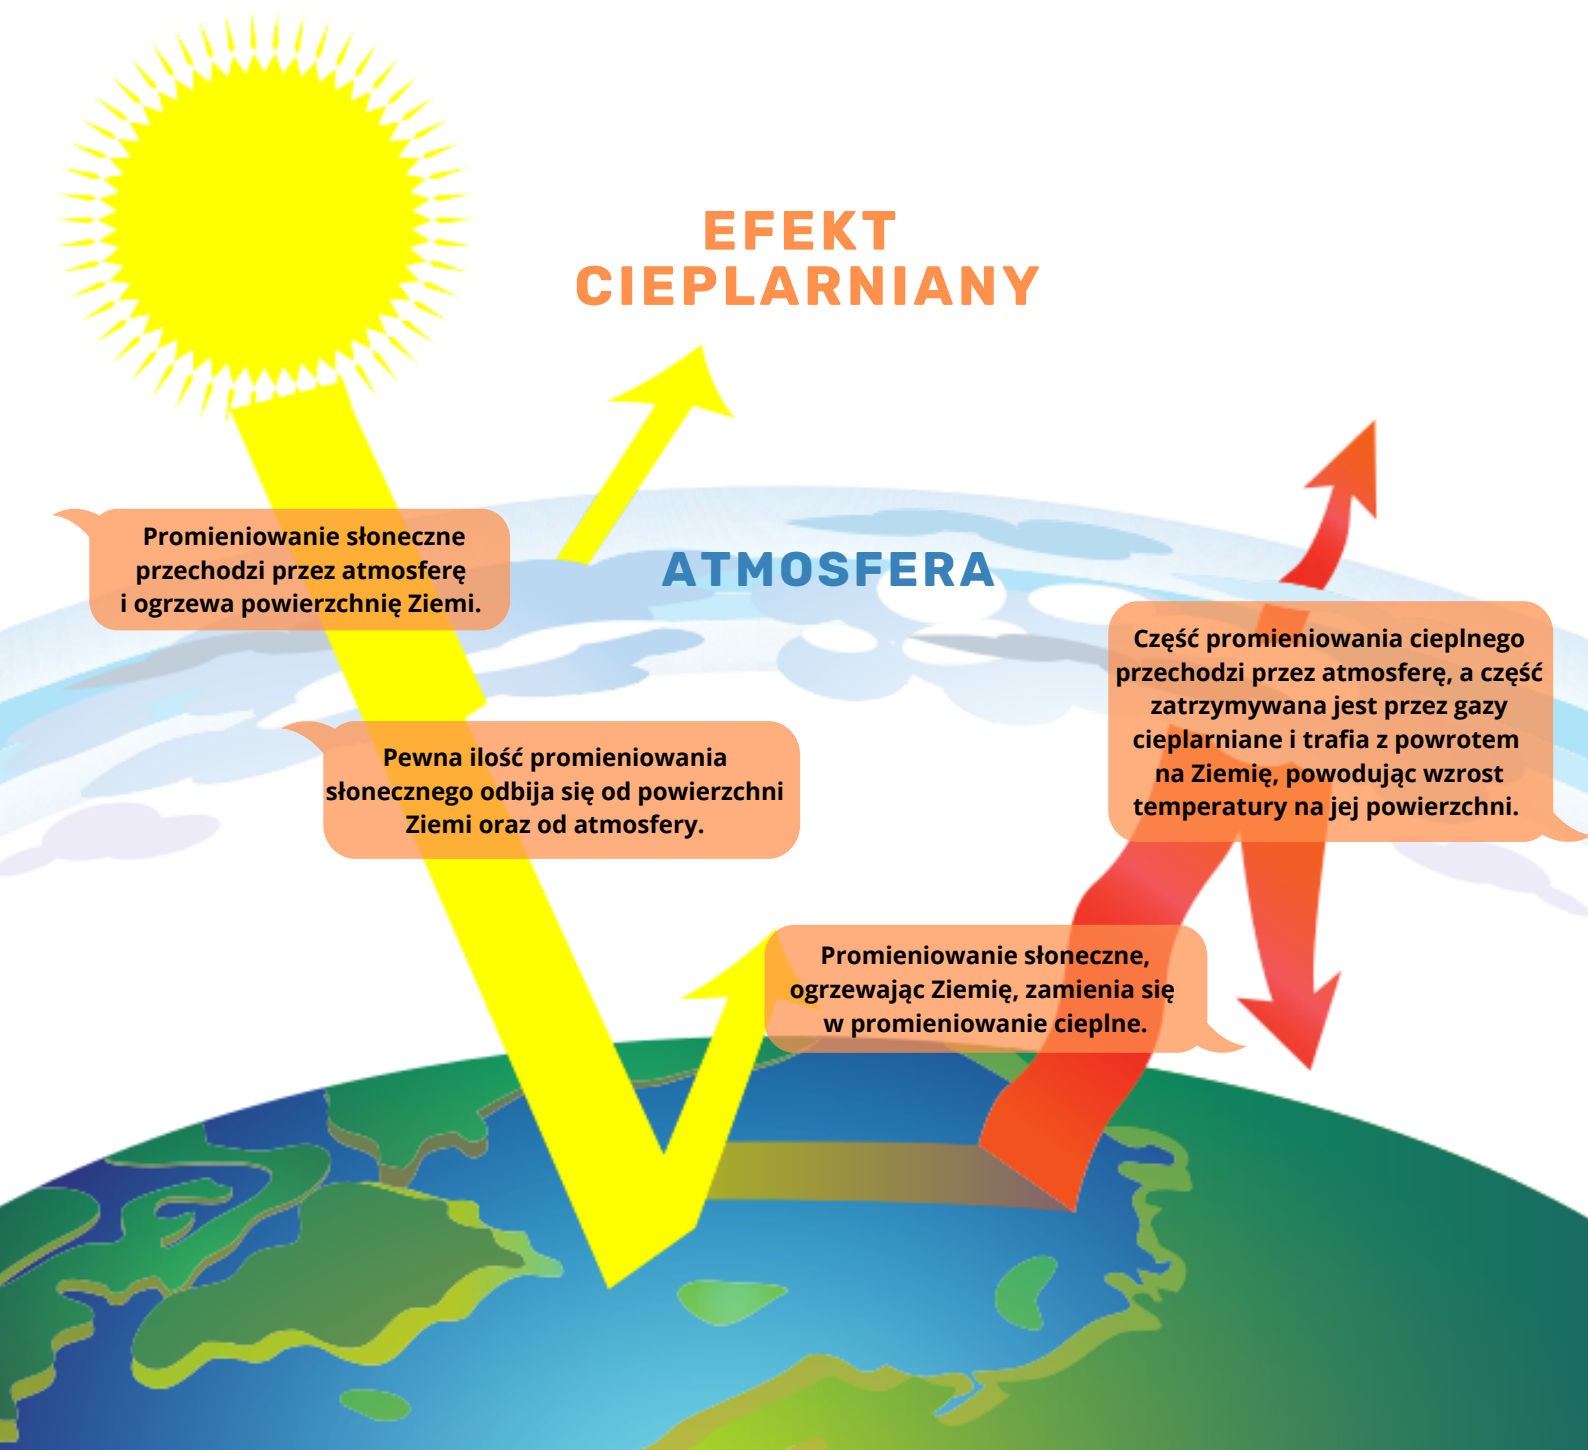 EFEKT
CIEPLARNIANY
ATMOSFERA
Promieniowanie słoneczne
przechodzi przez atmosferę
i ogrzewa powierzchnię Ziemi.
Pewna ilość promieniowania
słonecznego odbija się od powierzchni
Ziemi oraz od atmosfery.
Promieniowanie słoneczne,
ogrzewając Ziemię, zamienia się
w promieniowanie cieplne.
Część promieniowania cieplnego
przechodzi przez atmosferę, a część
zatrzymywana jest przez gazy
cieplarniane i trafia z powrotem
na Ziemię, powodując wzrost
temperatury na jej powierzchni.